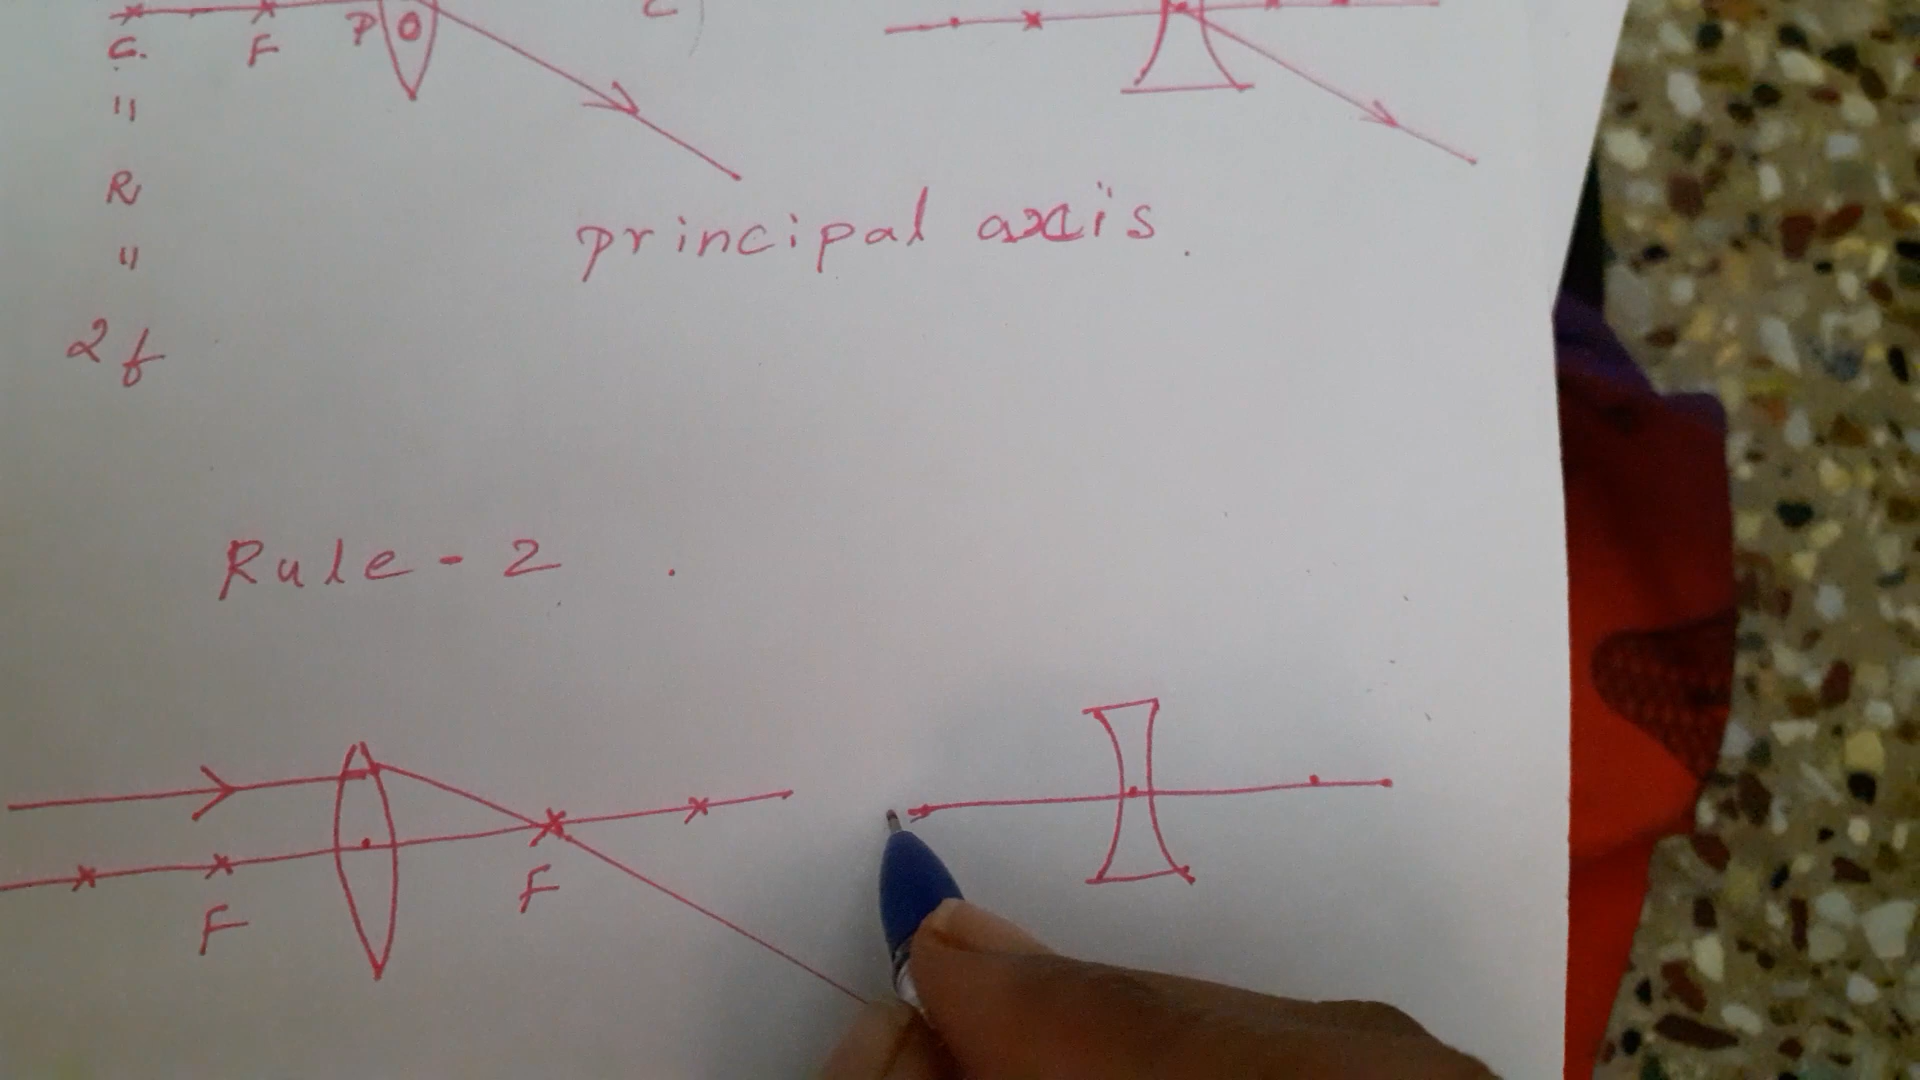 P O
C. F
"
R
"
2f
principal axis.
Rule - 2
F
F